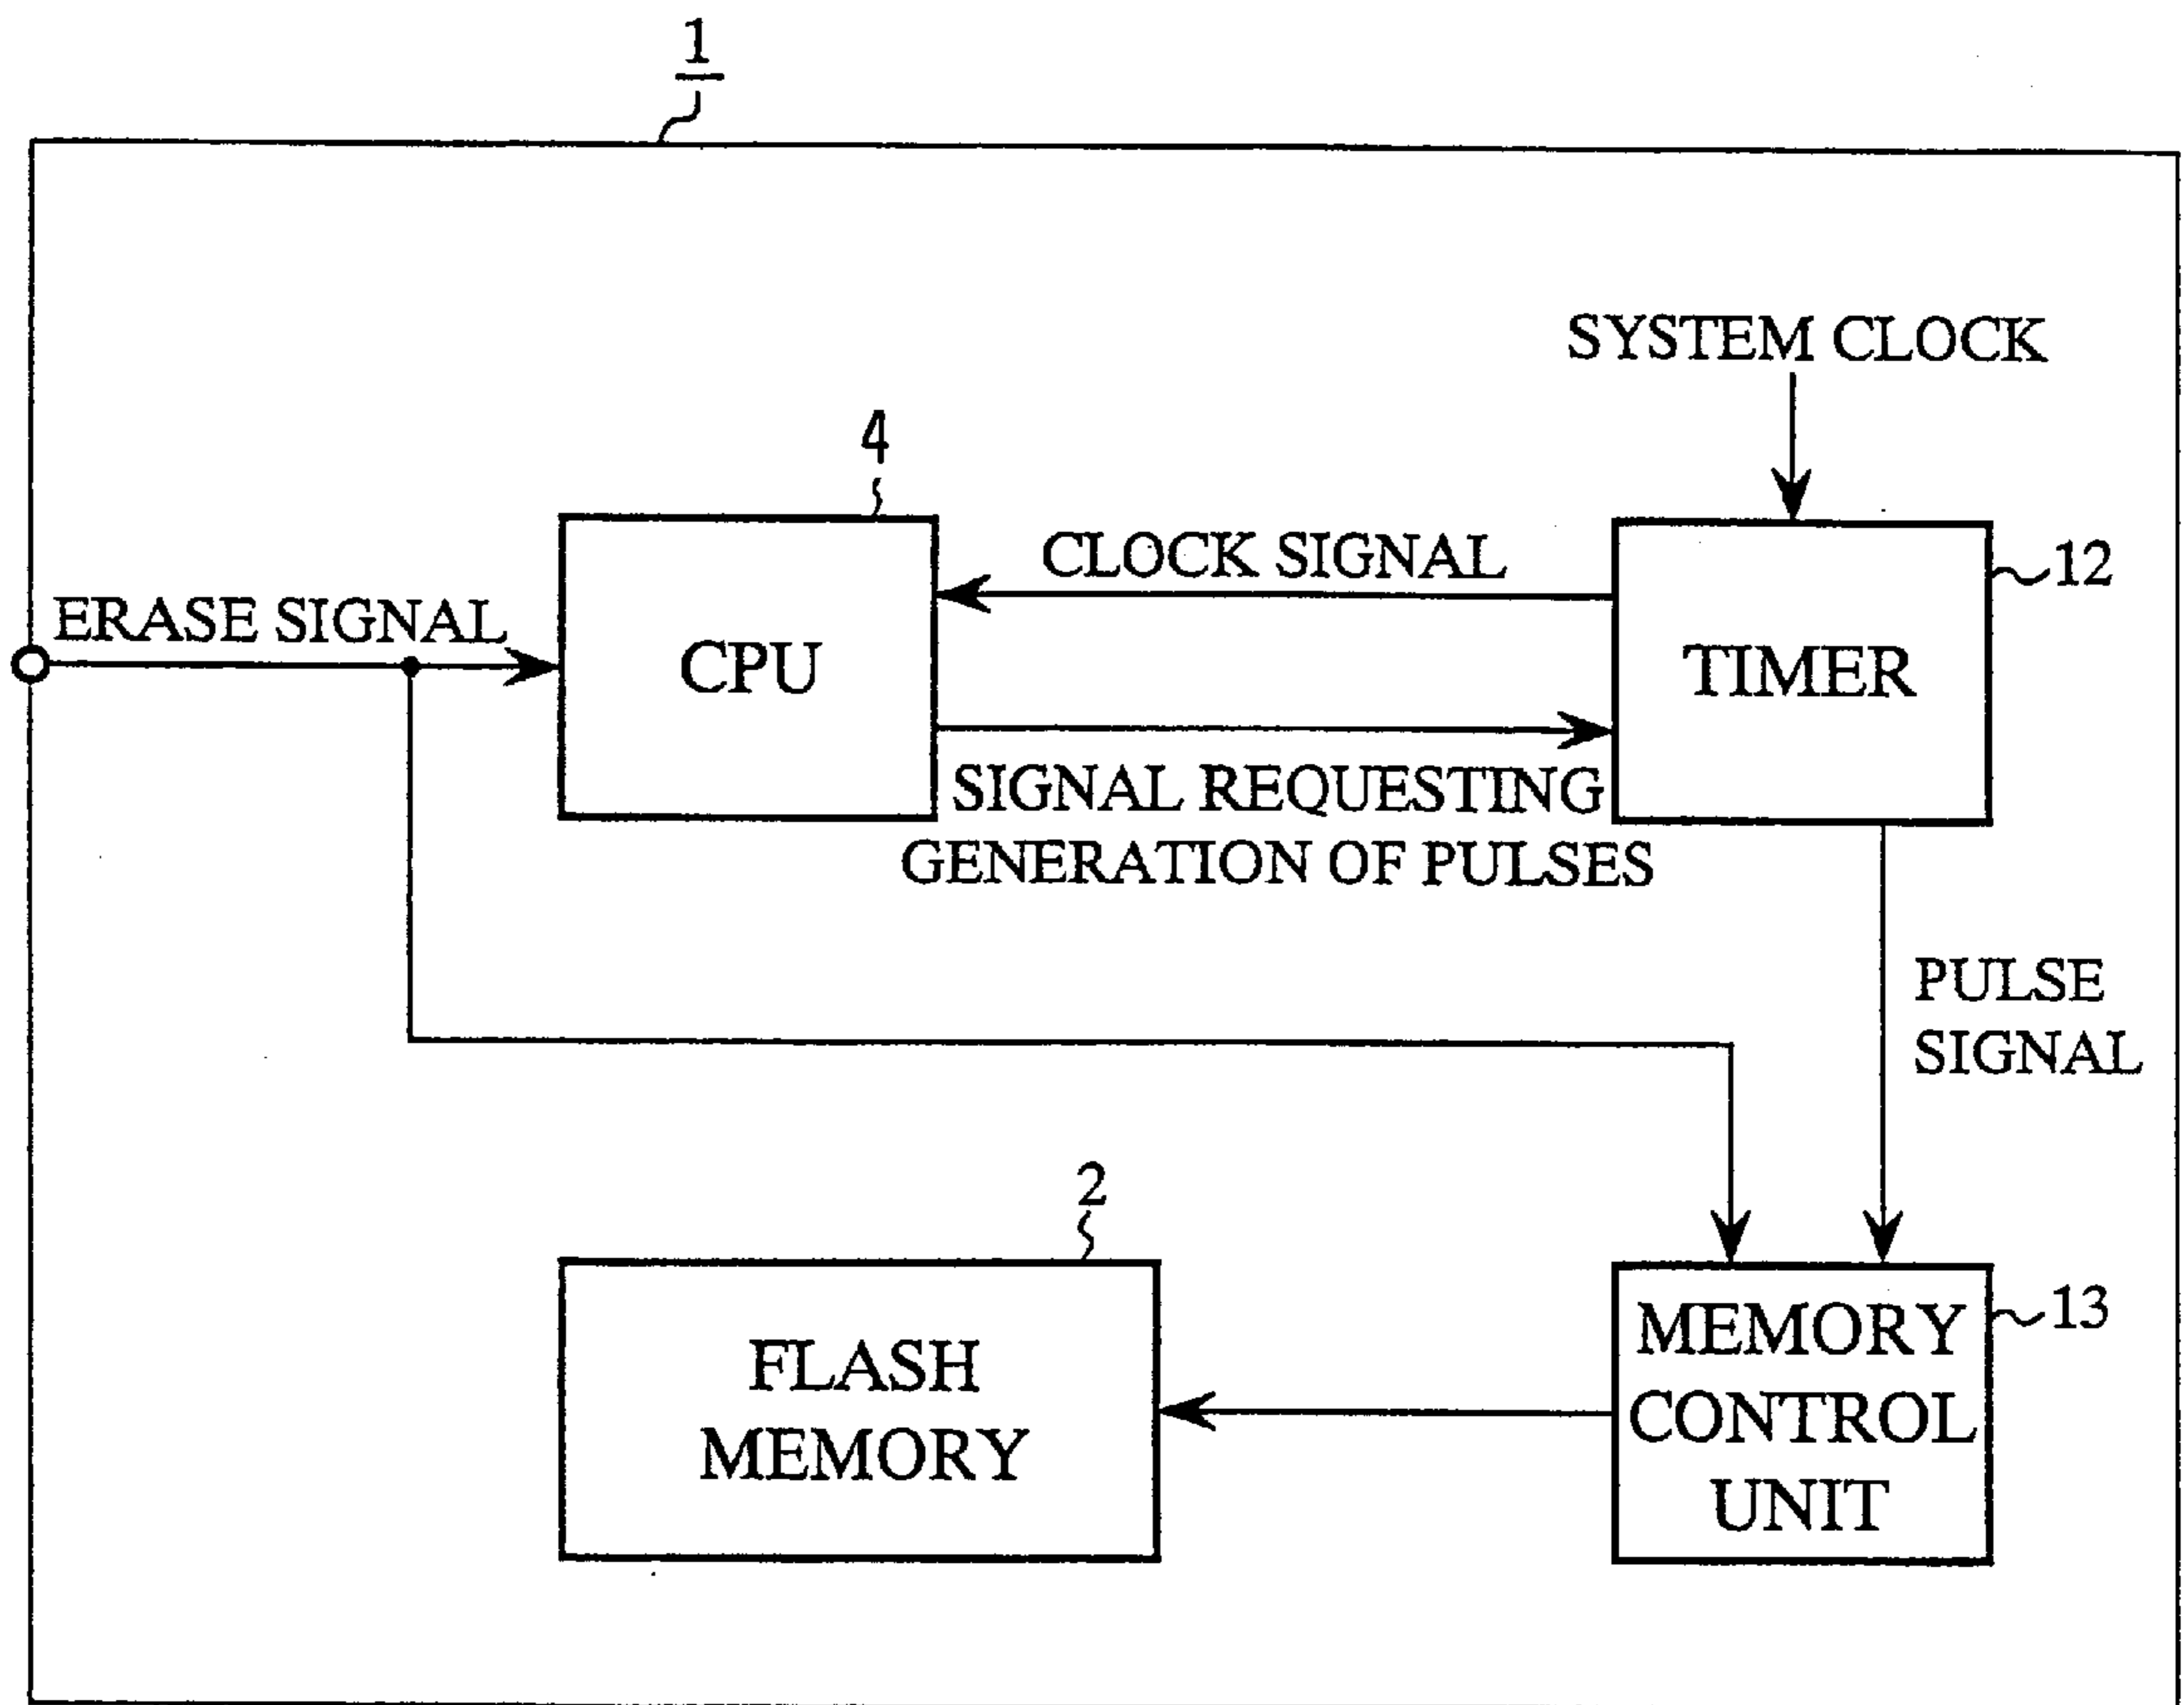 1
SYSTEM CLOCK
4
CLOCK SIGNAL
12
ERASE SIGNAL
CPU
TIMER
SIGNAL REQUESTING
GENERATION OF PULSES
PULSE
SIGNAL
2
13
FLASH
MEMORY
MEMORY
CONTROL
UNIT